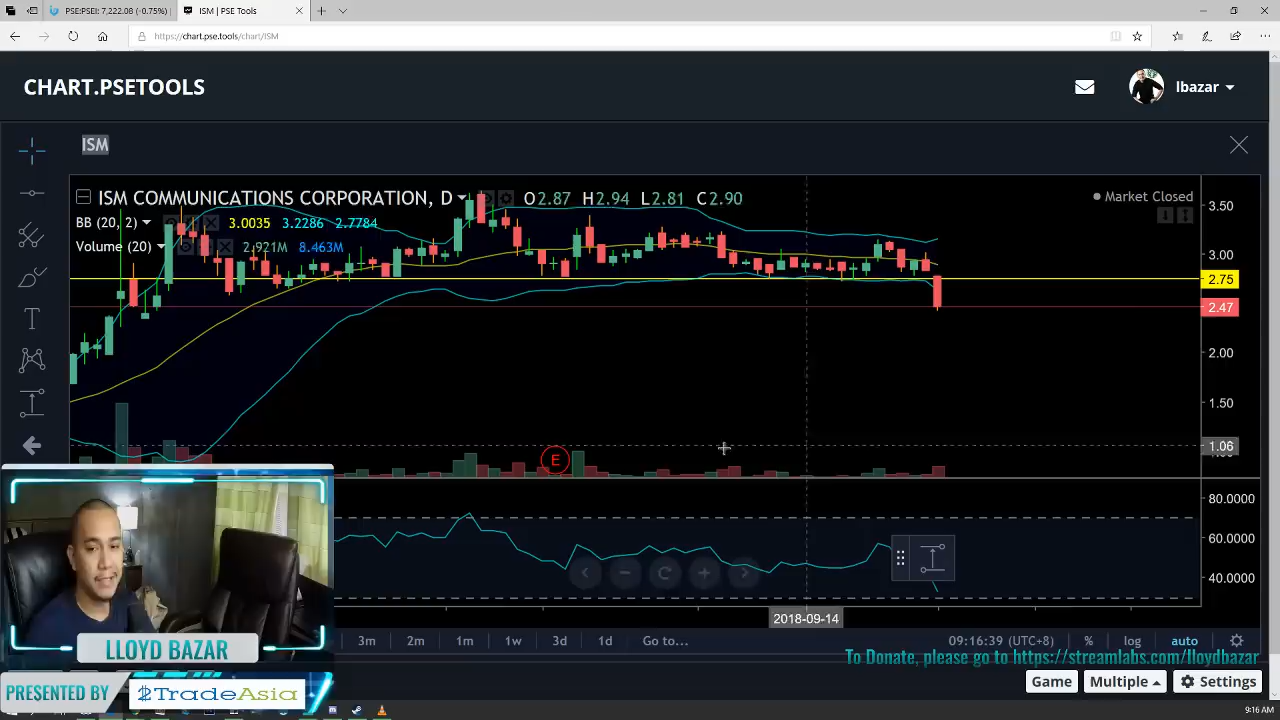 PSE:PSEI: 7,222.08 (-0.75%)
ISM | PSE Tools
https://chart.pse.tools/chart/ISM
CHART.PSETOOLS
lbazar
ISM
ISM COMMUNICATIONS CORPORATION, D
O2.87 H2.94 L2.81 C2.90
Market Closed
BB (20, 2)
3.0035 3.2286 2.7784
Volume (20)
2.921M 8.463M
3.50
3.00
2.75
2.47
2.00
1.50
1.06
E
T
80.0000
60.0000
40.0000
2018-09-14
3m 2m 1m 1w 3d 1d Go to...
09:16:39 (UTC+8) % log auto
To Donate, please go to https://streamlabs.com/lloydbazar
LLOYD BAZAR
PRESENTED BY
$TradeAsia
Game Multiple Settings
9:16 AM